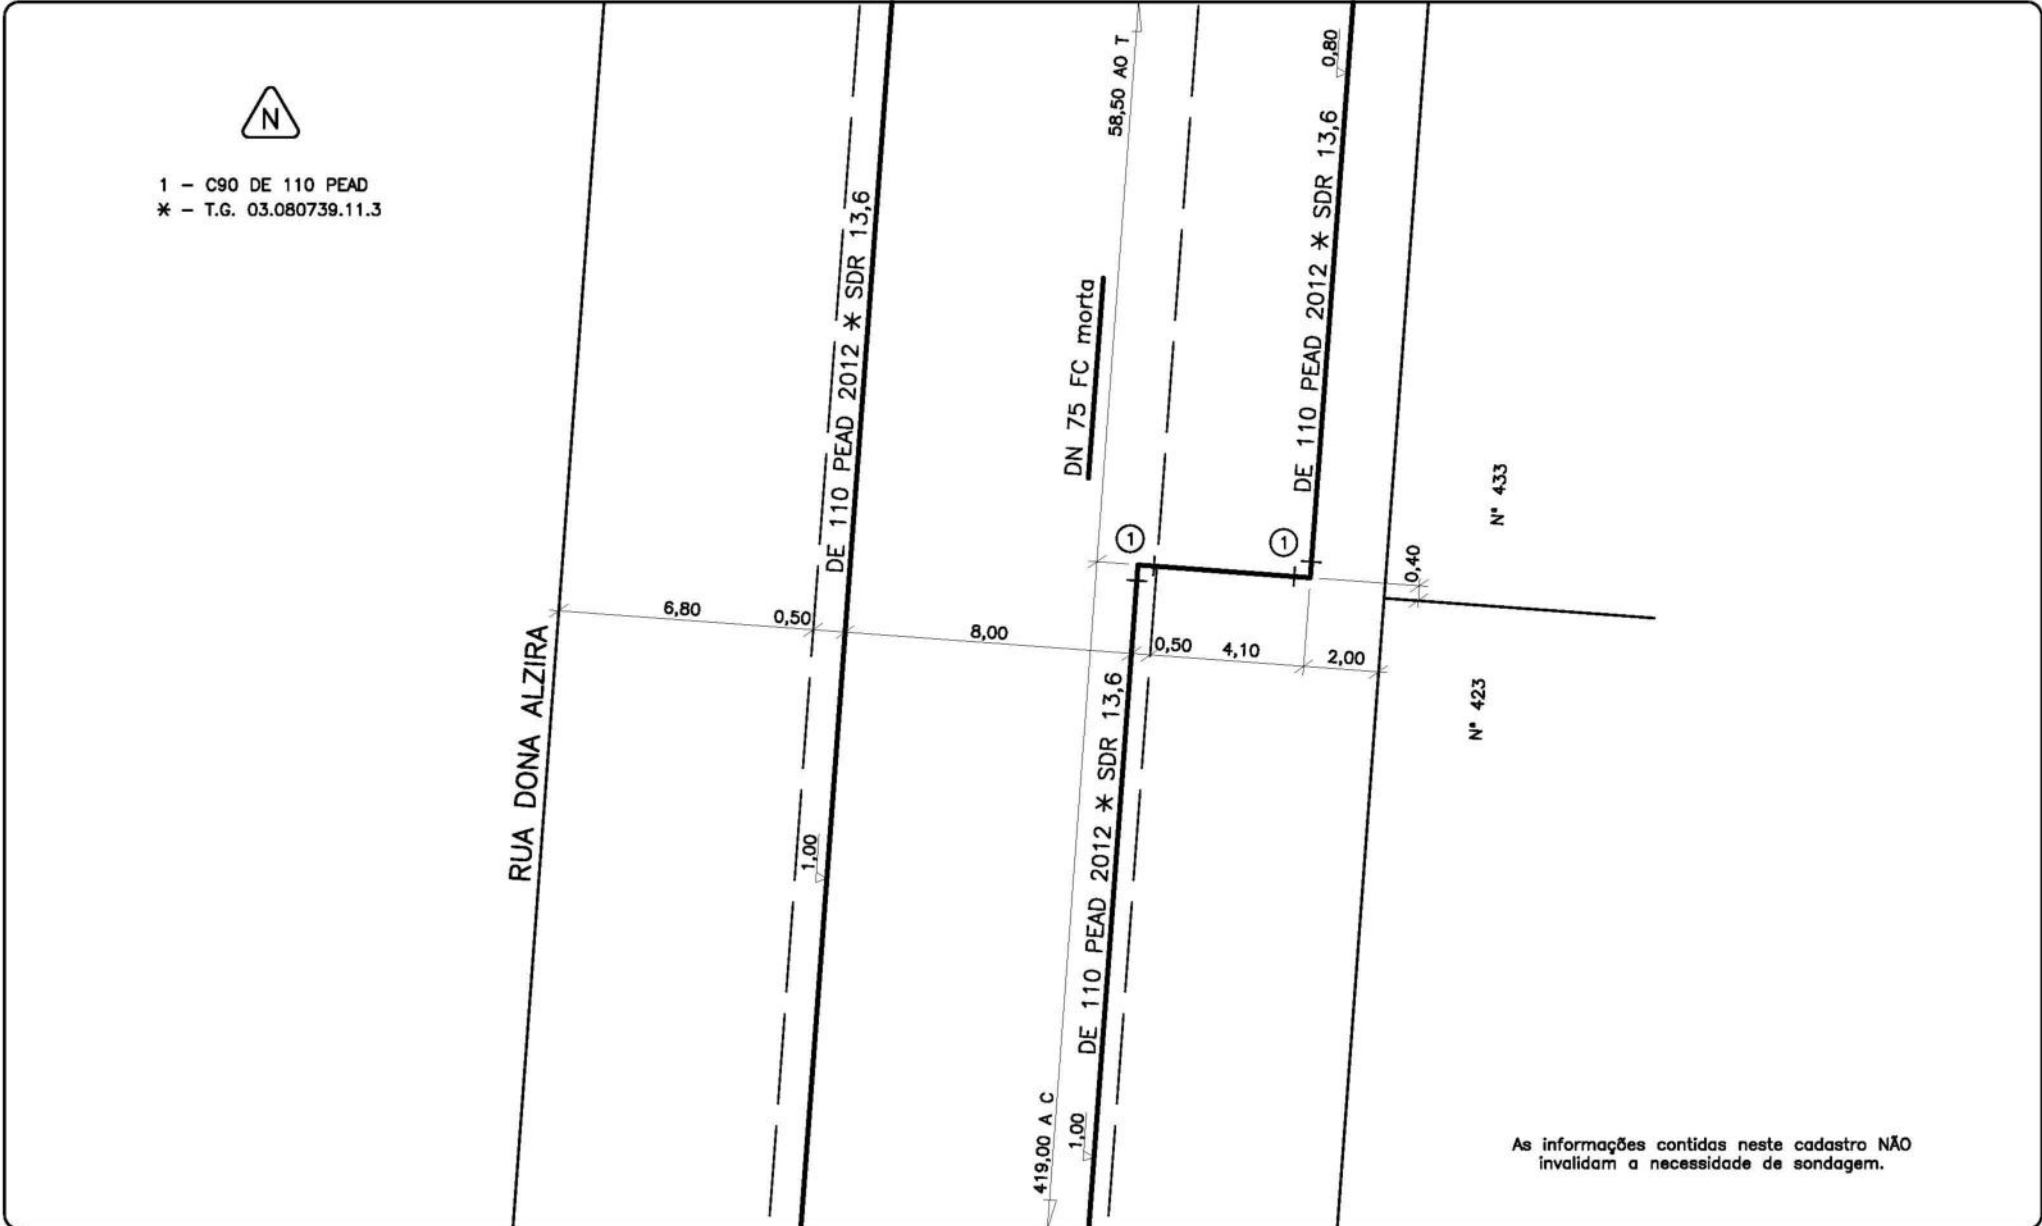 N
1 - C90 DE 110 PEAD
* - T.G. 03.080739.11.3
58,50 AO T
0,80
DE 110 PEAD 2012 * SDR 13,6
DE 110 PEAD 2012 * SDR 13,6
DN 75 FC morta
N° 433
1
1
0,40
6,80
0,50
8,00
0,50
4,10
2,00
RUA DONA ALZIRA
N° 423
DE 110 PEAD 2012 * SDR 13,6
1,00
419,00 A C
1,00
As informações contidas neste cadastro NÃO
invalidam a necessidade de sondagem.